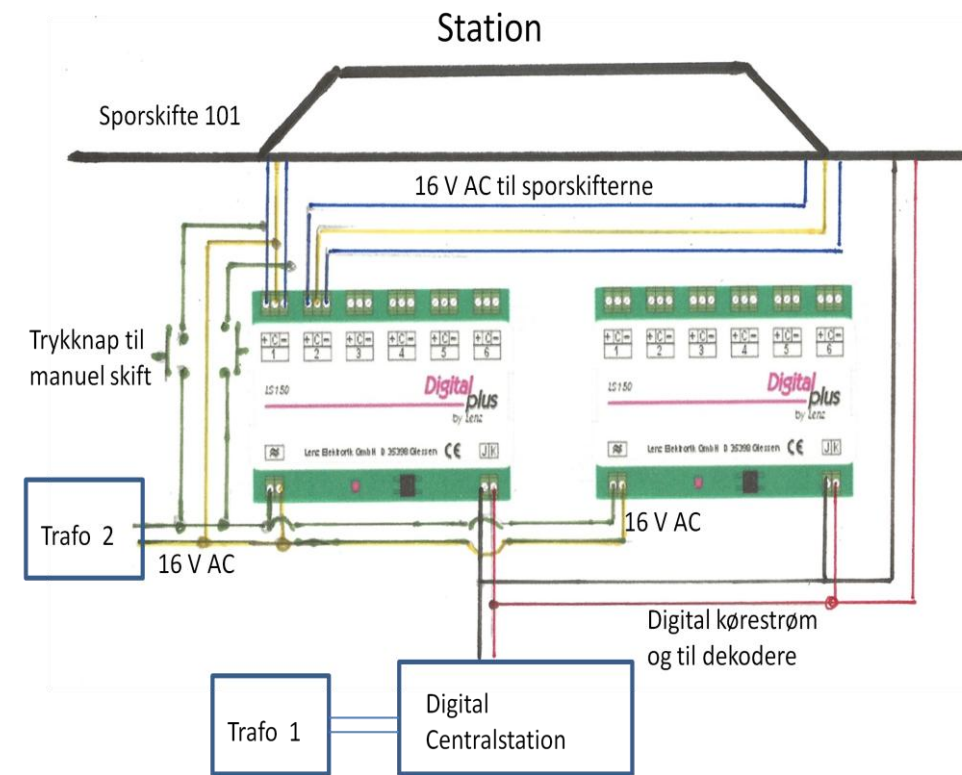 Station
Sporskifte 101
16 V AC til sporskifterne
Trykknap til
manuel skift
+ C - + C - + C - + C - + C - + C -
1 2 3 4 5 6
LS150
Digital
plus
by Lenz
Lenz Elektronik GmbH D 35398 Giessen CE
J K
+ C - + C - + C - + C - + C - + C -
1 2 3 4 5 6
LS150
Digital
plus
by Lenz
Lenz Elektronik GmbH D 35398 Giessen CE
J K
Trafo 2
16 V AC
16 V AC
Digital kørestrøm
og til dekodere
Trafo 1
Digital
Centralstation